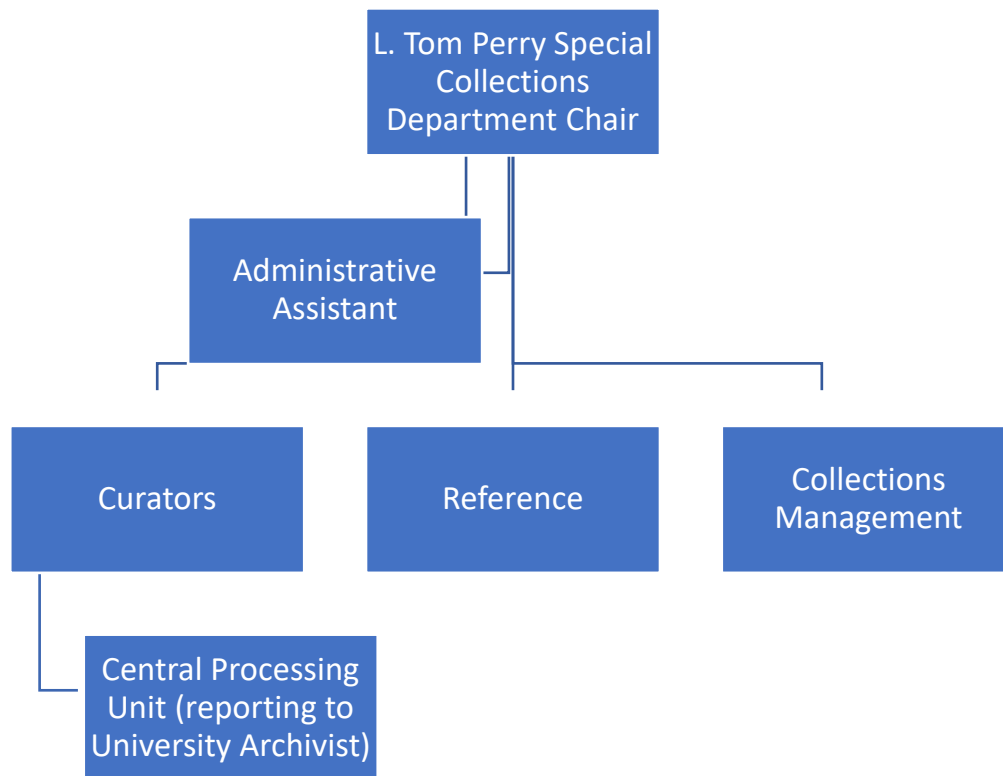 L. Tom Perry Special
Collections
Department Chair
Administrative
Assistant
Curators
Reference
Collections
Management
Central Processing
Unit (reporting to
University Archivist)